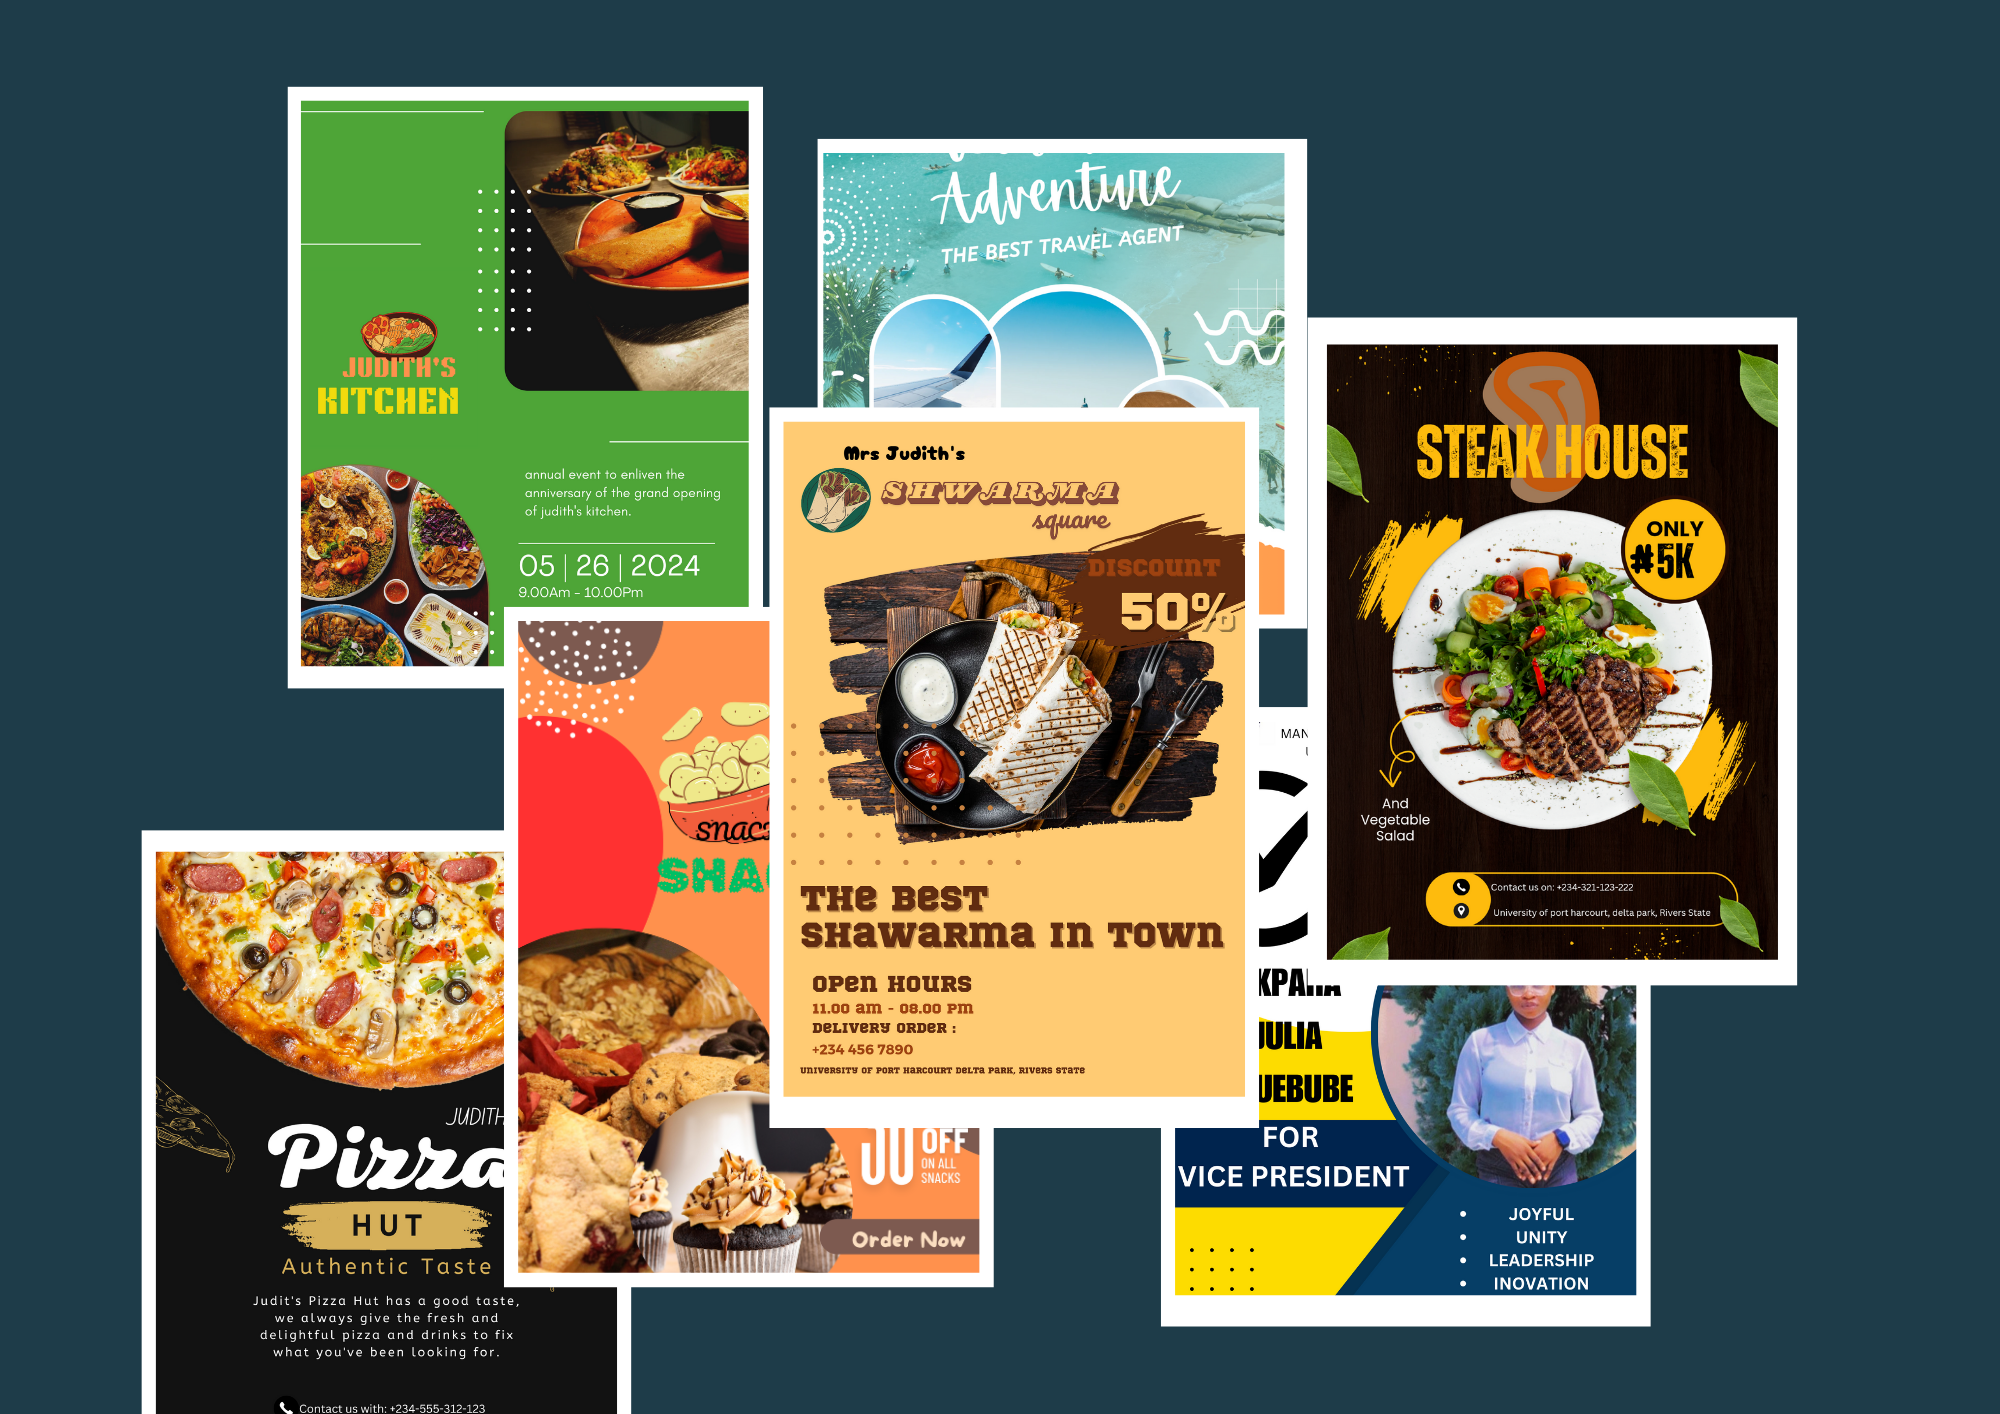 JUDITH'S
KITCHEN
annual event to enliven the
anniversary of the grand opening
of judith's kitchen.
05 | 26 | 2024
9.00Am - 10.00Pm
Adventure
THE BEST TRAVEL AGENT
STEAK HOUSE
ONLY
#5K
And
Vegetable
Salad
Contact us on: +234-321-123-222
University of port harcourt, delta park, Rivers State
Mrs Judith's
SHWARMA
square
DISCOUNT
50%
THE BEST
SHAWARMA IN TOWN
OPEN HOURS
11.00 am - 08.00 Pm
DELIVERY ORDER :
+234 456 7890
UNIVERSITY OF PORT HARCOURT DELTA PARK, RIVERS STATE
snac
SHA
OFF
ON ALL
SNACKS
Order Now
JUDITH
Pizza
HUT
Authentic Taste
Judit's Pizza Hut has a good taste,
we always give the fresh and
delightful pizza and drinks to fix
what you've been looking for.
Contact us with: +234-555-312-123
MAN
JULIA
UEBUBE
FOR
VICE PRESIDENT
• JOYFUL
• UNITY
• LEADERSHIP
• INOVATION